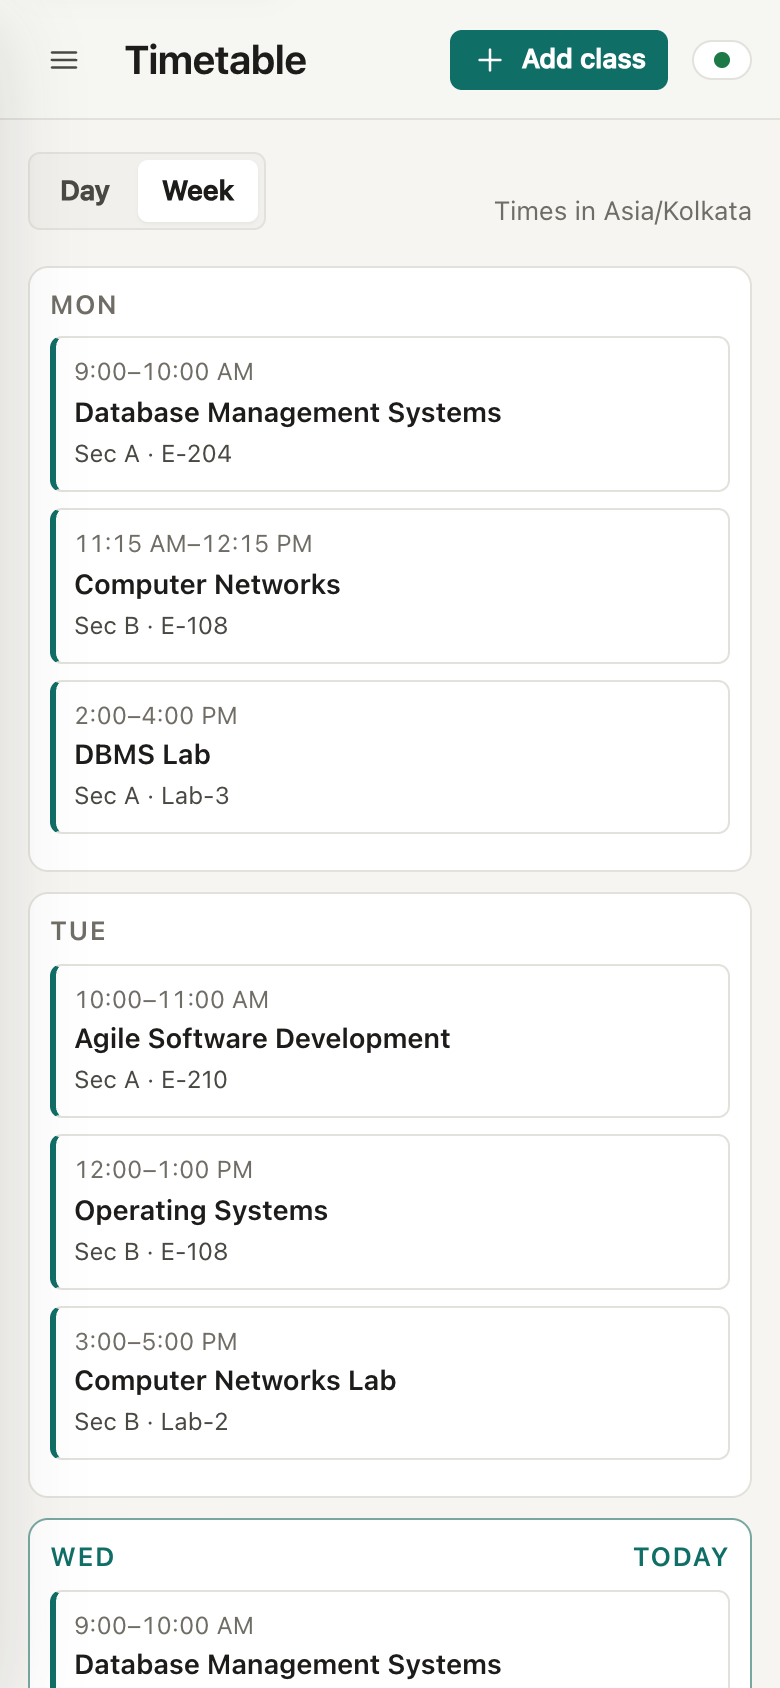 Timetable
Add class
Day
Week
Times in Asia/Kolkata
MON
9:00–10:00 AM
Database Management Systems
Sec A · E-204
11:15 AM–12:15 PM
Computer Networks
Sec B · E-108
2:00–4:00 PM
DBMS Lab
Sec A · Lab-3
TUE
10:00–11:00 AM
Agile Software Development
Sec A · E-210
12:00–1:00 PM
Operating Systems
Sec B · E-108
3:00–5:00 PM
Computer Networks Lab
Sec B · Lab-2
WED
TODAY
9:00–10:00 AM
Database Management Systems